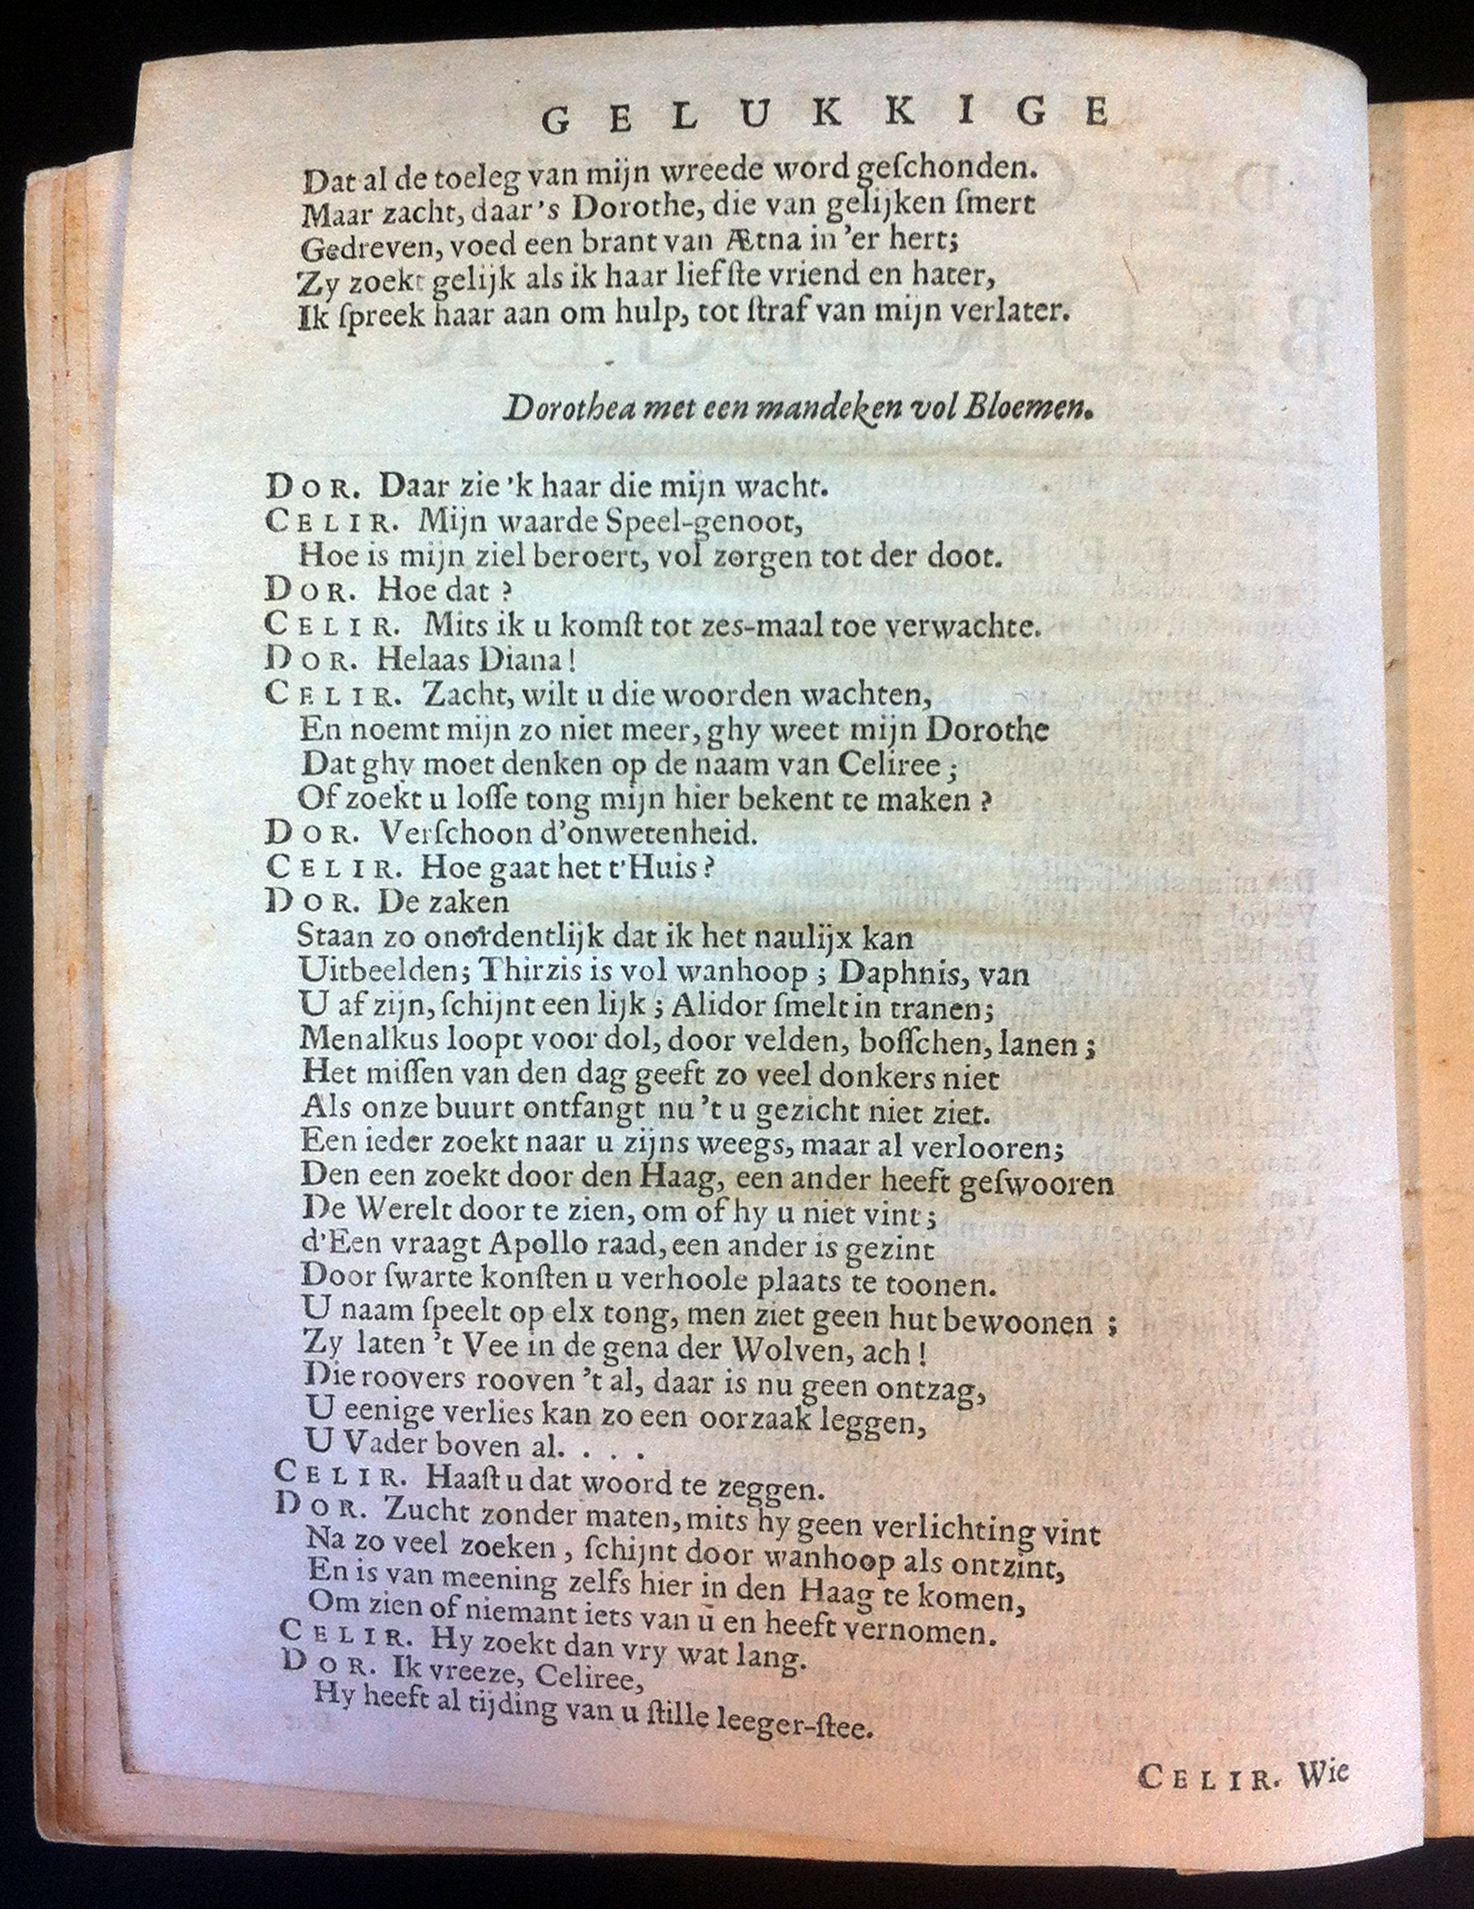 GELUKKIGE
Dat al de toeleg van mijn wreede word geſchonden.
Maar zacht, daar's Dorothe, die van gelijken ſmert
Gedreven, voed een brant van Ætna in 'er hert;
Zy zoekt gelijk als ik haar liefſte vriend en hater,
Ik ſpreek haar aan om hulp, tot ſtraf van mijn verlater.
Dorothea met een mandeken vol Bloemen.
DOR. Daar zie 'k haar die mijn wacht.
CELIR. Mijn waarde Speel-genoot,
Hoe is mijn ziel beroert, vol zorgen tot der doot.
DOR. Hoe dat ?
CELIR. Mits ik u komſt tot zes-maal toe verwachte.
DOR. Helaas Diana!
CELIR. Zacht, wilt u die woorden wachten,
En noemt mijn zo niet meer, ghy weet mijn Dorothe
Dat ghy moet denken op de naam van Celiree;
Of zoekt u loſſe tong mijn hier bekent te maken ?
DOR. Verſchoon d'onwetenheid.
CELIR. Hoe gaat het t'Huis?
DOR. De zaken
Staan zo onordentlijk dat ik het naulijx kan
Uitbeelden; Thirzis is vol wanhoop; Daphnis, van
U af zijn, ſchijnt een lijk; Alidor ſmelt in tranen;
Menalkus loopt voor dol, door velden, boſſchen, lanen;
Het miſſen van den dag geeft zo veel donkers niet
Als onze buurt ontfangt nu 't u gezicht niet ziet.
Een ieder zoekt naar u zijns weegs, maar al verlooren;
Den een zoekt door den Haag, een ander heeft geſwooren
De Werelt door te zien, om of hy u niet vint;
d'Een vraagt Apollo raad, een ander is gezint
Door ſwarte konſten u verhoole plaats te toonen.
U naam ſpeelt op elx tong, men ziet geen hut bewoonen;
Zy laten 't Vee in de gena der Wolven, ach!
Die roovers rooven 't al, daar is nu geen ontzag,
U eenige verlies kan zo een oorzaak leggen,
U Vader boven al. . . .
CELIR. Haaſt u dat woord te zeggen.
DOR. Zucht zonder maten, mits hy geen verlichting vint
Na zo veel zoeken, ſchijnt door wanhoop als ontzint,
En is van meening zelfs hier in den Haag te komen,
Om zien of niemant iets van ū en heeft vernomen.
CELIR. Hy zoekt dan vry wat lang.
DOR. Ik vreeze, Celiree,
Hy heeft al tijding van u ſtille leeger-ſtee.
CELIR. Wie